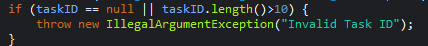 if (taskID == null || taskID.length()>10) {
    throw new IllegalArgumentException("Invalid Task ID");
}